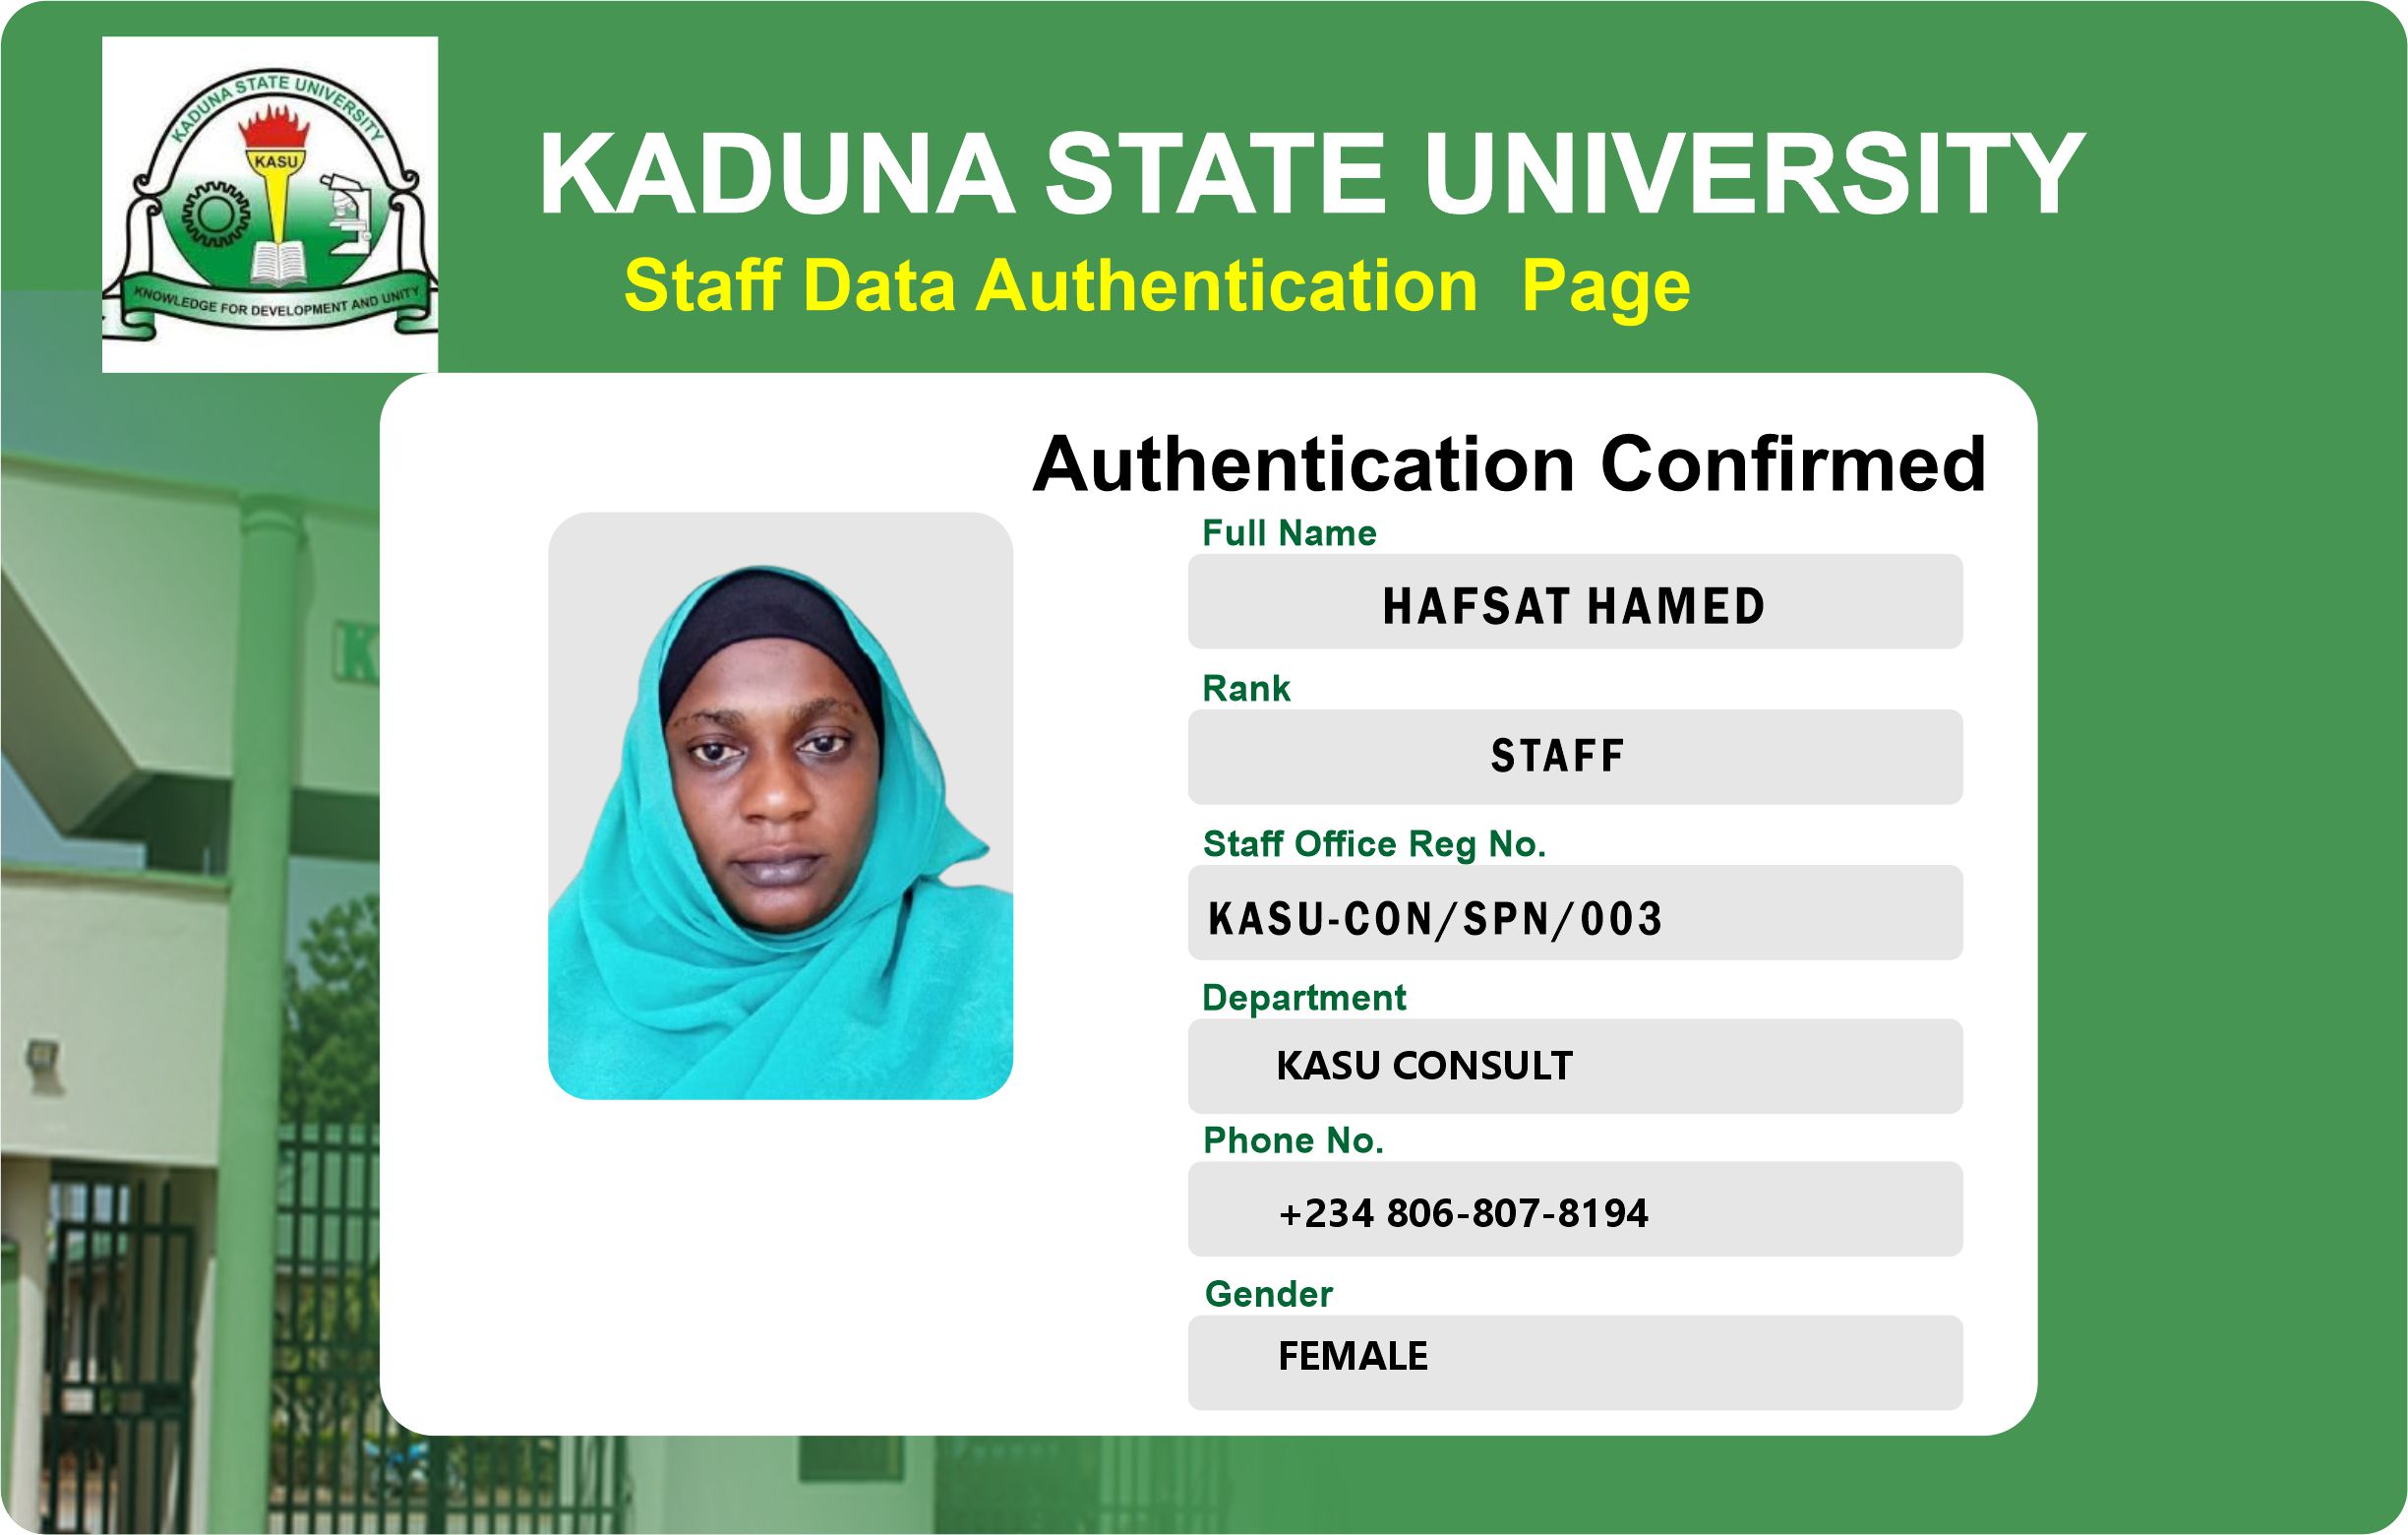 KADUNA STATE UNIVERSITY
KASU
KNOWLEDGE FOR DEVELOPMENT AND UNITY
KADUNA STATE UNIVERSITY
Staff Data Authentication Page
K
Authentication Confirmed
Full Name
HAFSAT HAMED
Rank
STAFF
Staff Office Reg No.
KASU-CON/SPN/003
Department
KASU CONSULT
Phone No.
+234 806-807-8194
Gender
FEMALE